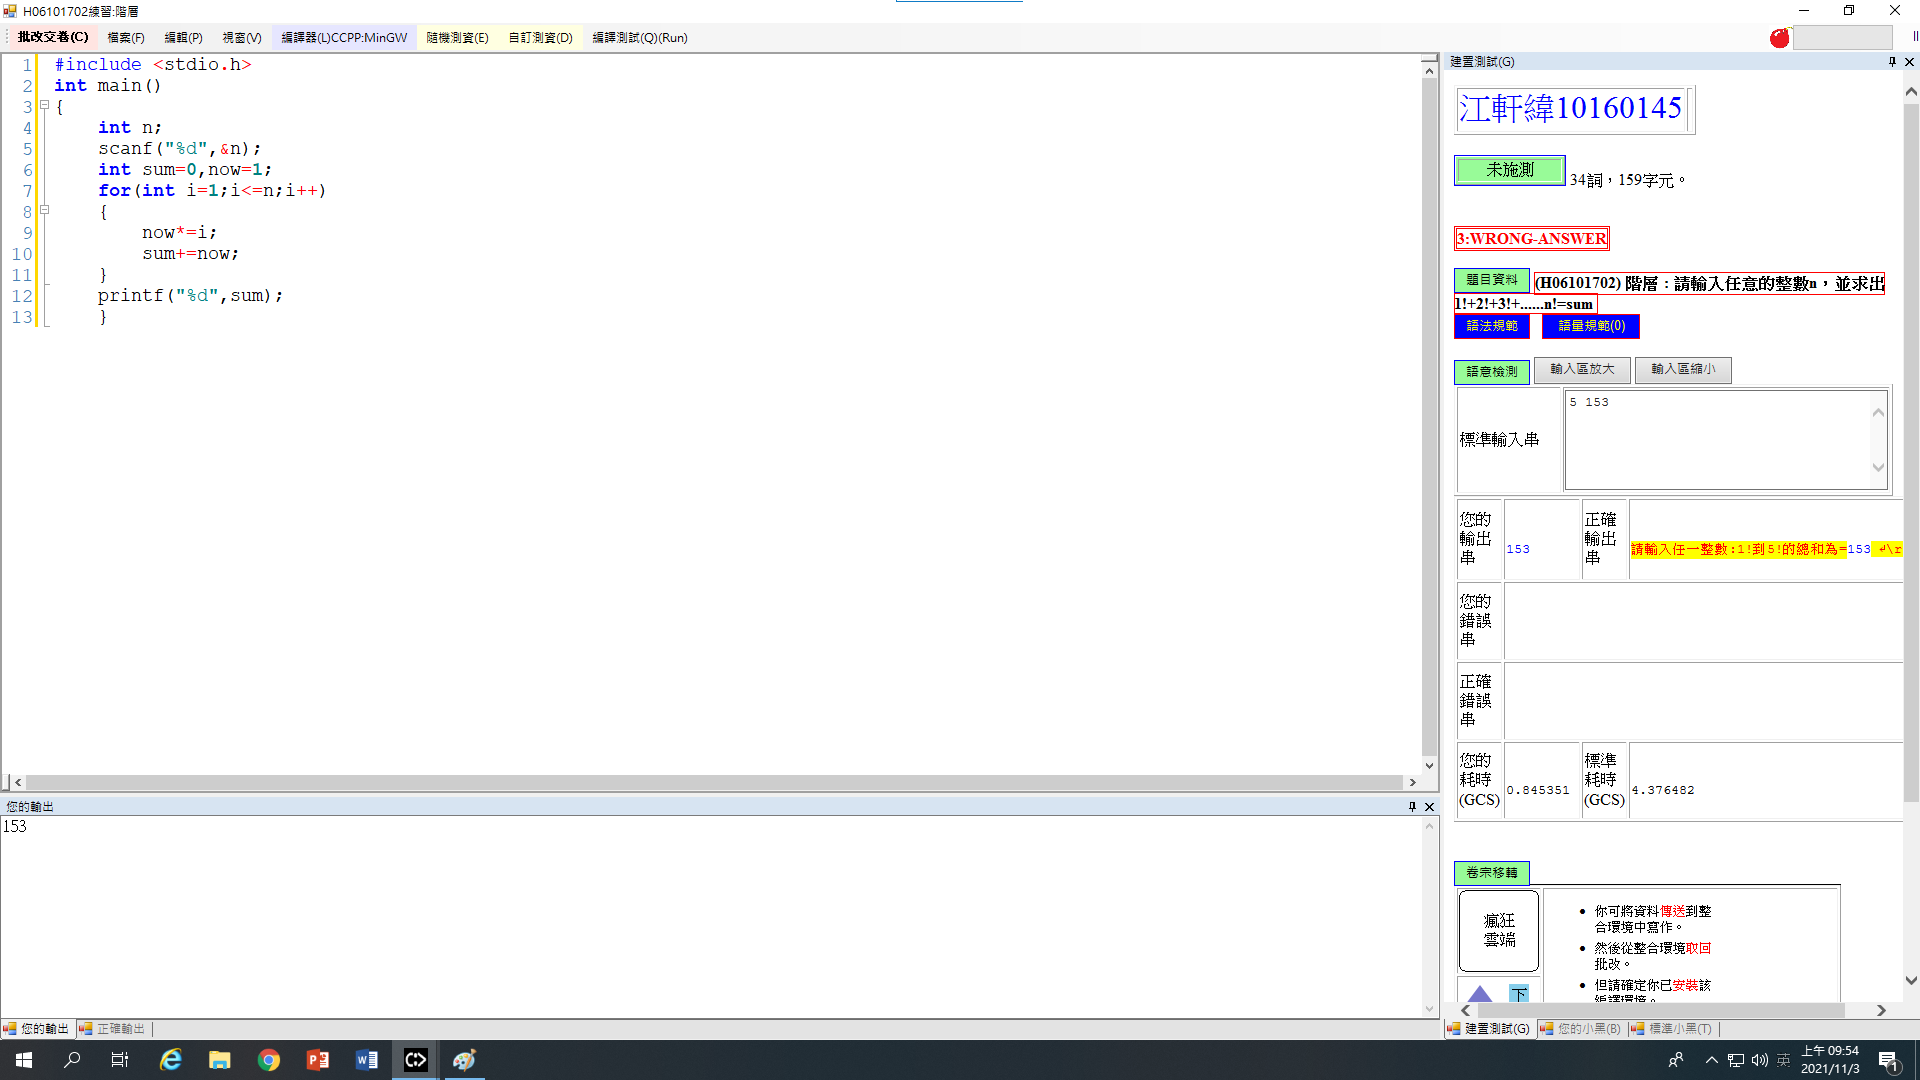 H06101702練習:階層
批改交卷(C) 檔案(F) 編輯(P) 視窗(V) 編譯器(L)CCPP:MinGW 隨機測資(E) 自訂測資(D) 編譯測試(Q)(Run)
1 #include <stdio.h>
2 int main()
3 {
4 int n;
5 scanf("%d",&n);
6 int sum=0,now=1;
7 for(int i=1;i<=n;i++)
8 {
9 now*=i;
10 sum+=now;
11 }
12 printf("%d",sum);
13 }
您的輸出
153
您的輸出 正確輸出
建置測試(G)
江軒緯10160145
未施測 34詞，159字元。
3:WRONG-ANSWER
題目資料 (H06101702) 階層：請輸入任意的整數n，並求出
1!+2!+3!+......n!=sum
語法規範 語量規範(0)
語意檢測 輸入區放大 輸入區縮小
標準輸入串
5 153
您的輸出串
153
正確輸出串
請輸入任一整數:1!到5!的總和為=153 ↵\r
您的錯誤串
正確錯誤串
您的耗時(GCS)
0.845351
標準耗時(GCS)
4.376482
卷宗移轉
瘋狂
雲端
下
• 你可將資料傳送到整
合環境中寫作。
• 然後從整合環境取回
批改。
• 但請確定你已安裝該
編譯環境。
建置測試(G) 您的小黑(B) 標準小黑(T)
英
上午 09:54
2021/11/3
1